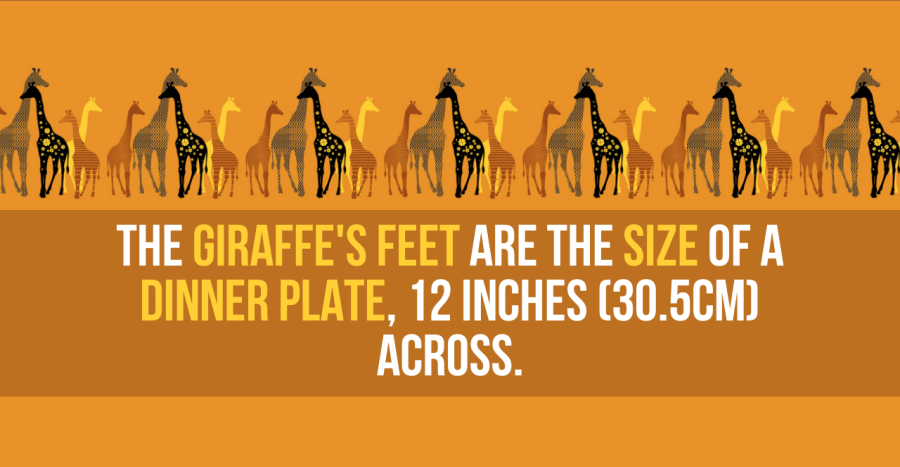 THE GIRAFFE'S FEET ARE THE SIZE OF A
DINNER PLATE, 12 INCHES (30.5CM)
ACROSS.